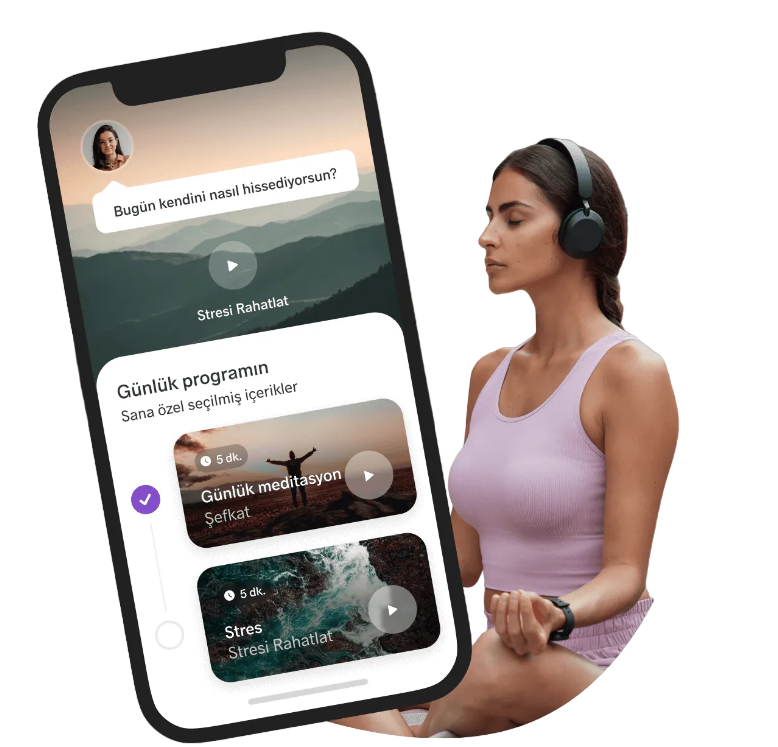 Bugün kendini nasıl hissediyorsun?
Stresi Rahatlat
Günlük programın
Sana özel seçilmiş içerikler
5 dk.
Günlük meditasyon
Şefkat
5 dk.
Stres
Stresi Rahatlat